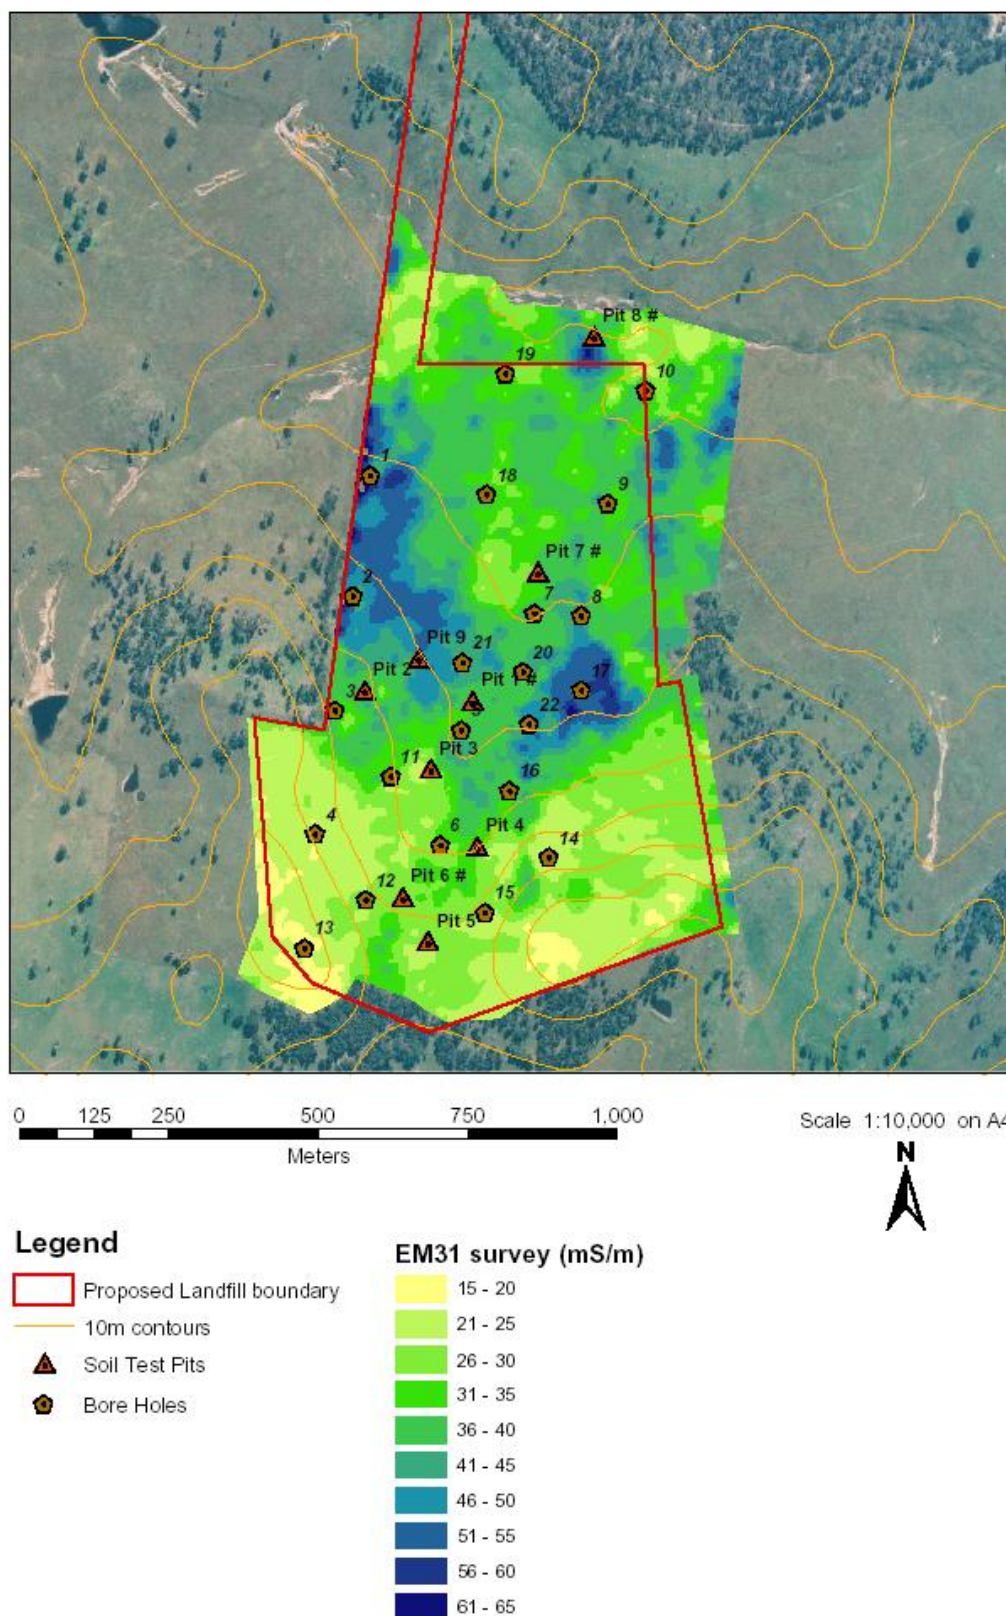 Pit 8 #
19
10
1
18
9
Pit 7 #
2
7
8
Pit 9
21
20
Pit 2
17
3
Pit 1 #
22
5
Pit 3
11
16
4
6
Pit 4
14
12
Pit 6 #
15
13
Pit 5
0 125 250 500 750 1,000
Meters
Scale 1:10,000 on A4
N
Legend
Proposed Landfill boundary
10m contours
Soil Test Pits
Bore Holes
EM31 survey (mS/m)
15 - 20
21 - 25
26 - 30
31 - 35
36 - 40
41 - 45
46 - 50
51 - 55
56 - 60
61 - 65